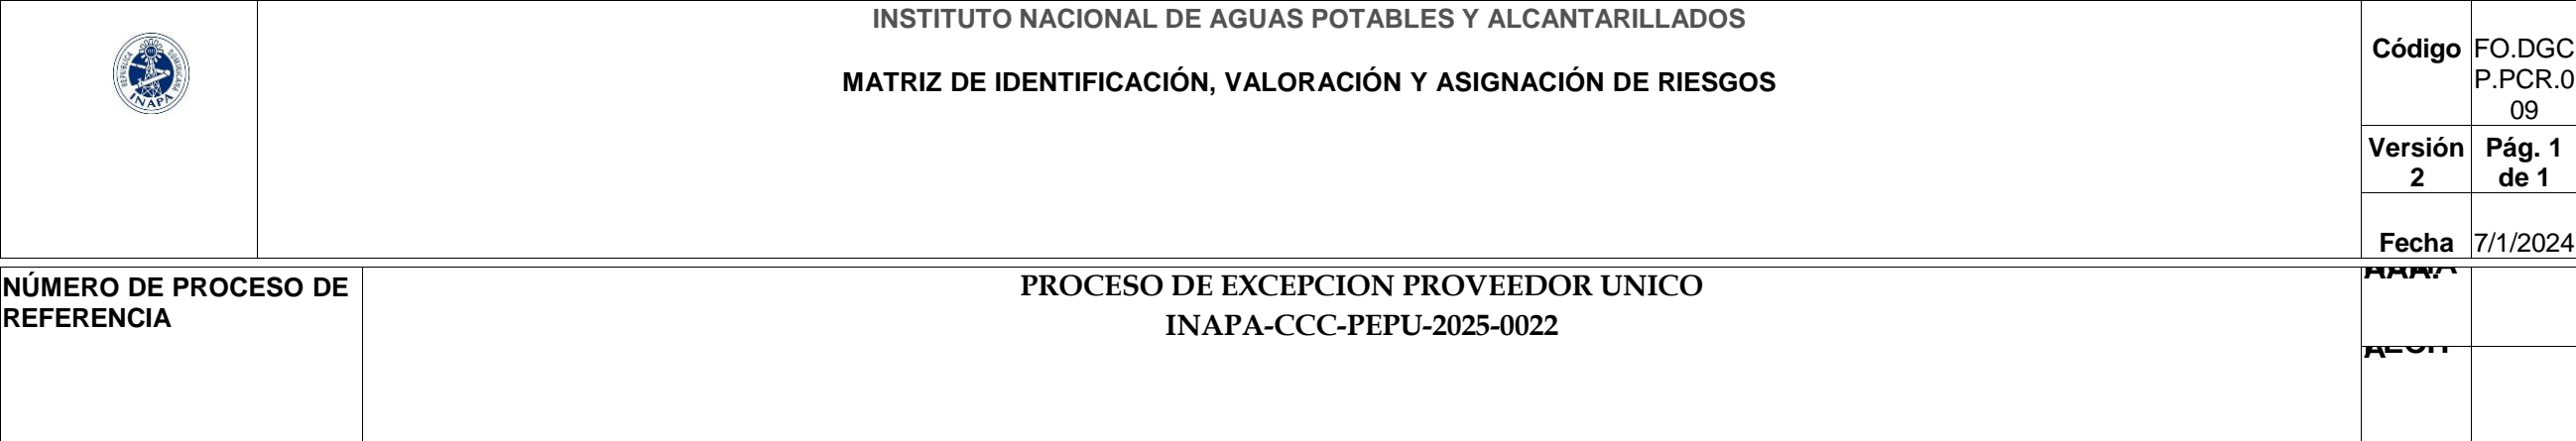 INSTITUTO NACIONAL DE AGUAS POTABLES Y ALCANTARILLADOS
MATRIZ DE IDENTIFICACIÓN, VALORACIÓN Y ASIGNACIÓN DE RIESGOS
REPUBLICA DOMINICANA
INAPA
Código
FO.DGC
P.PCR.0
09
Versión
2
Pág. 1
de 1
Fecha
7/1/2024
NÚMERO DE PROCESO DE
REFERENCIA
PROCESO DE EXCEPCION PROVEEDOR UNICO
INAPA-CCC-PEPU-2025-0022